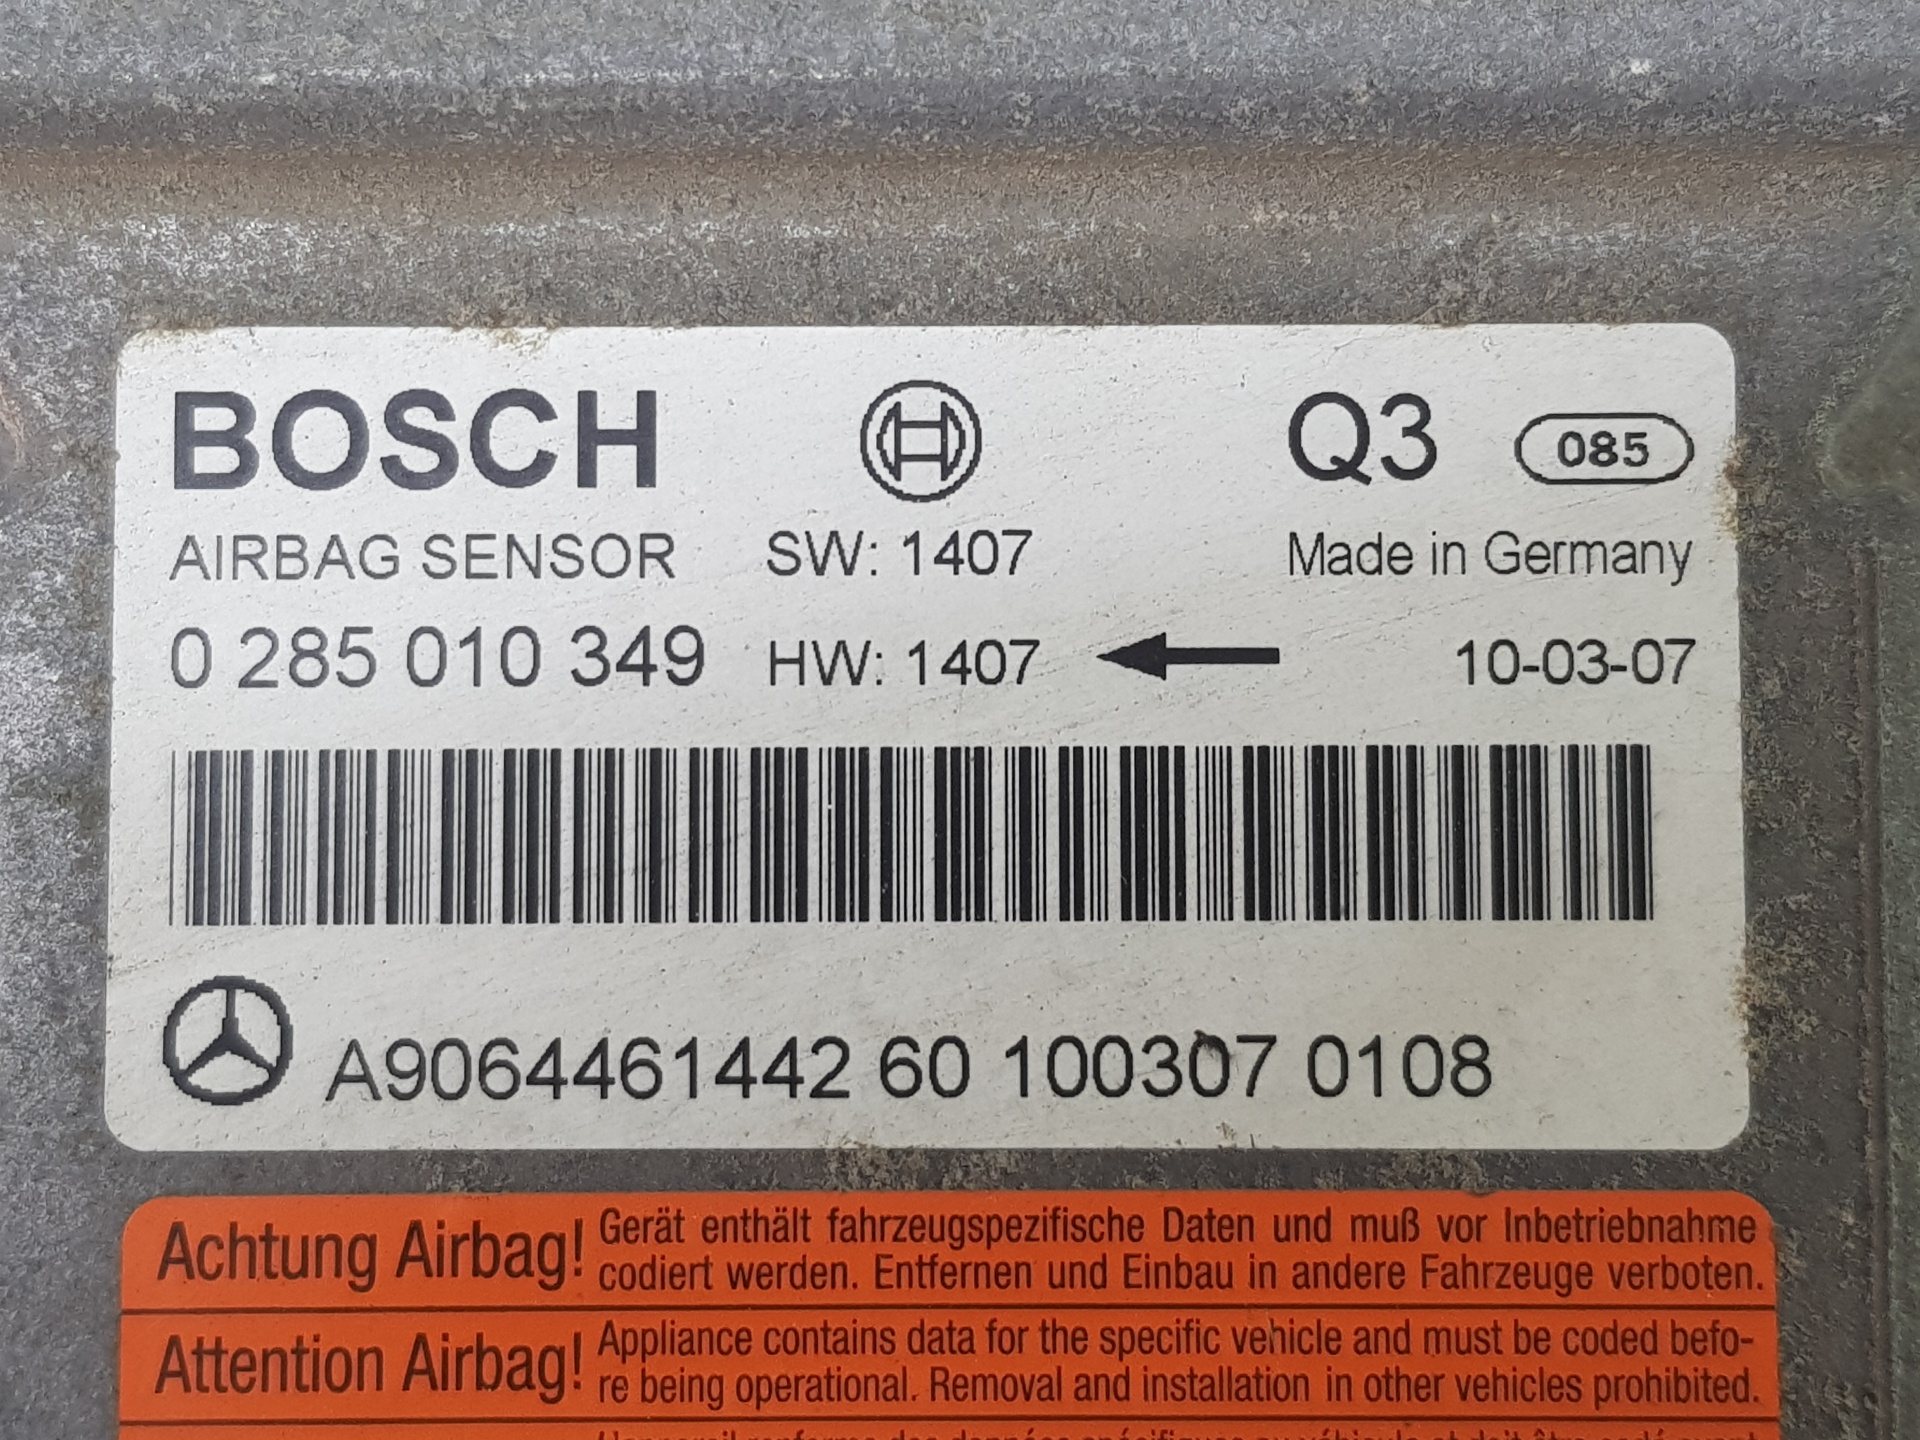 BOSCH Q3 085
AIRBAG SENSOR SW: 1407 Made in Germany
0 285 010 349 HW: 1407 10-03-07
A9064461442 60 100307 0108
Achtung Airbag! Gerät enthält fahrzeugspezifische Daten und muß vor Inbetriebnahme
codiert werden. Entfernen und Einbau in andere Fahrzeuge verboten.
Attention Airbag! Appliance contains data for the specific vehicle and must be coded befo-
re being operational. Removal and installation in other vehicles prohibited.